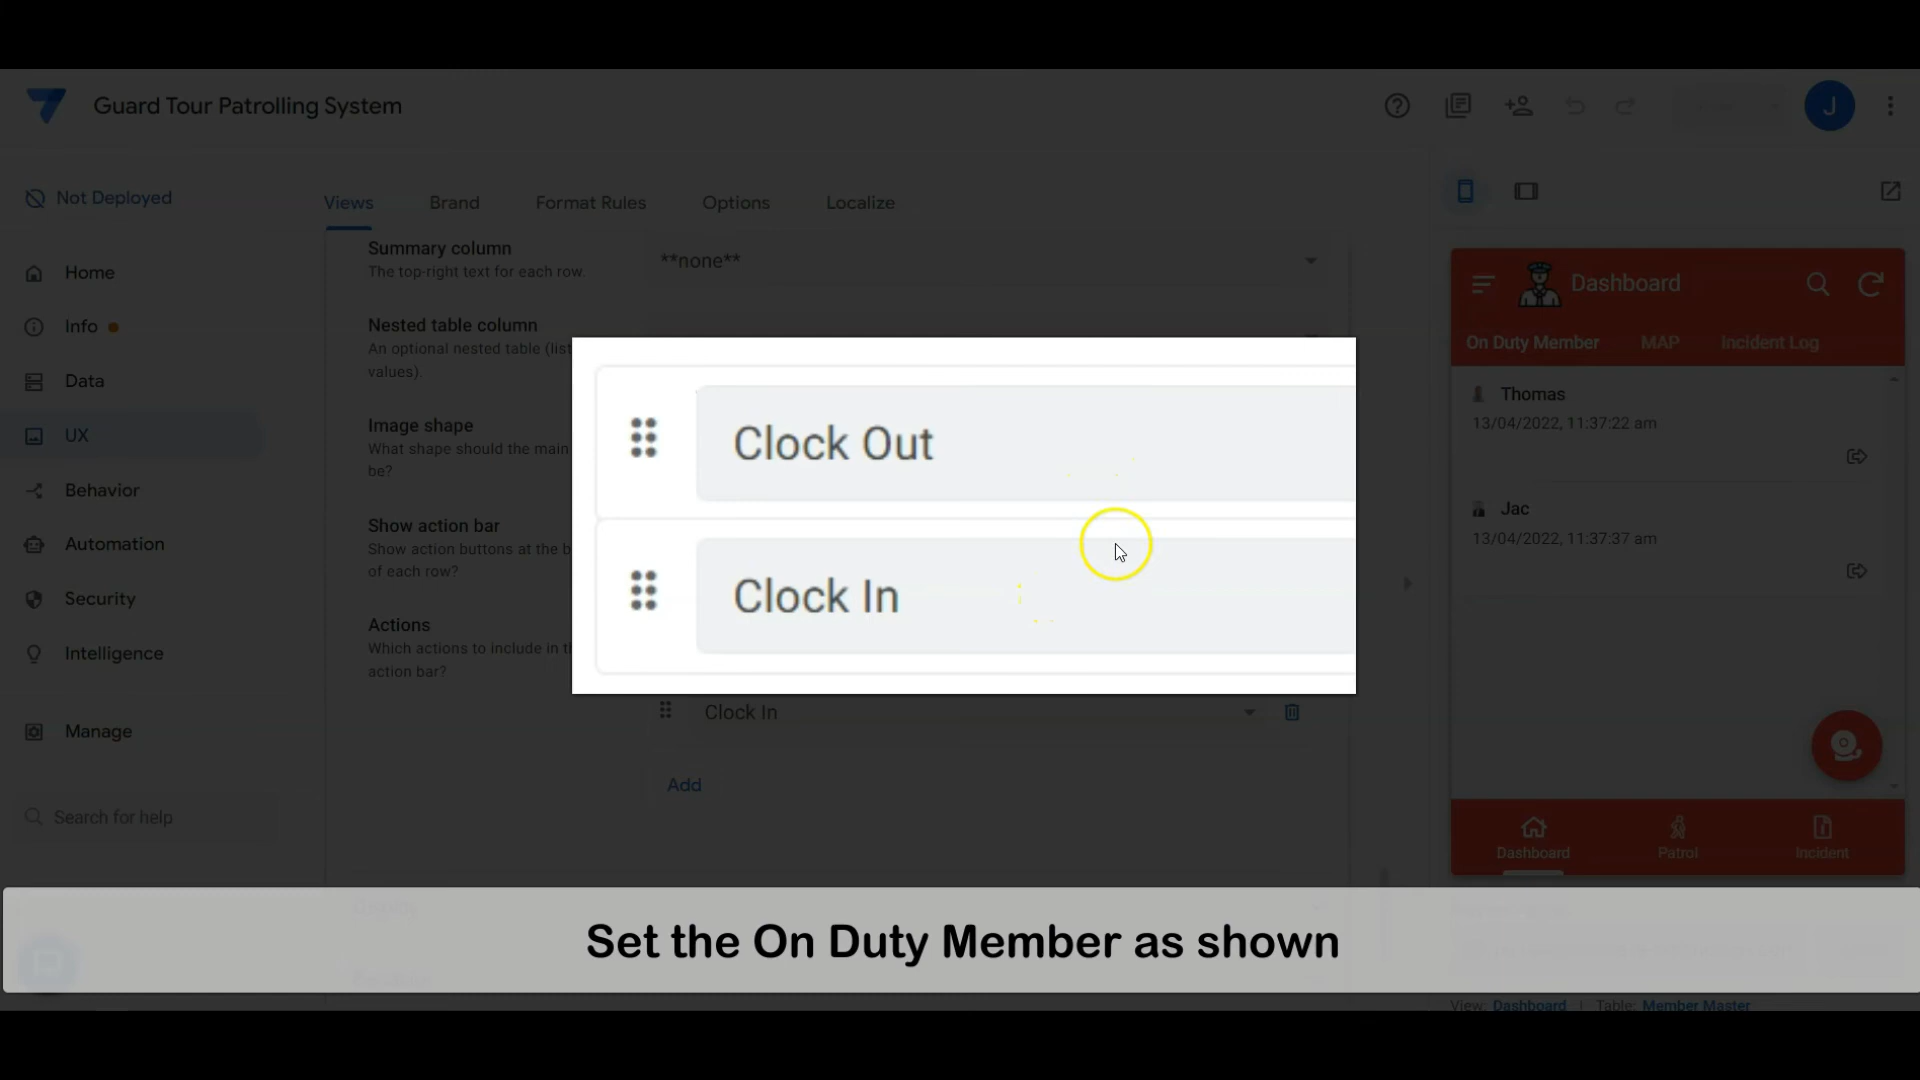 Guard Tour Patrolling System
J
Not Deployed
Home
Info
Data
UX
Behavior
Automation
Security
Intelligence
Manage
Search for help
Views
Brand
Format Rules
Options
Localize
Summary column
The top-right text for each row.
**none**
Nested table column
An optional nested table (list
values).
Image shape
What shape should the main
be?
Show action bar
Show action buttons at the b
of each row?
Actions
Which actions to include in th
action bar?
Clock Out
Clock In
Clock In
Add
Dashboard
On Duty Member
MAP
Incident Log
Thomas
13/04/2022, 11:37:22 am
Jac
13/04/2022, 11:37:37 am
Dashboard
Patrol
Incident
Set the On Duty Member as shown
View: Dashboard | Table: Member Master